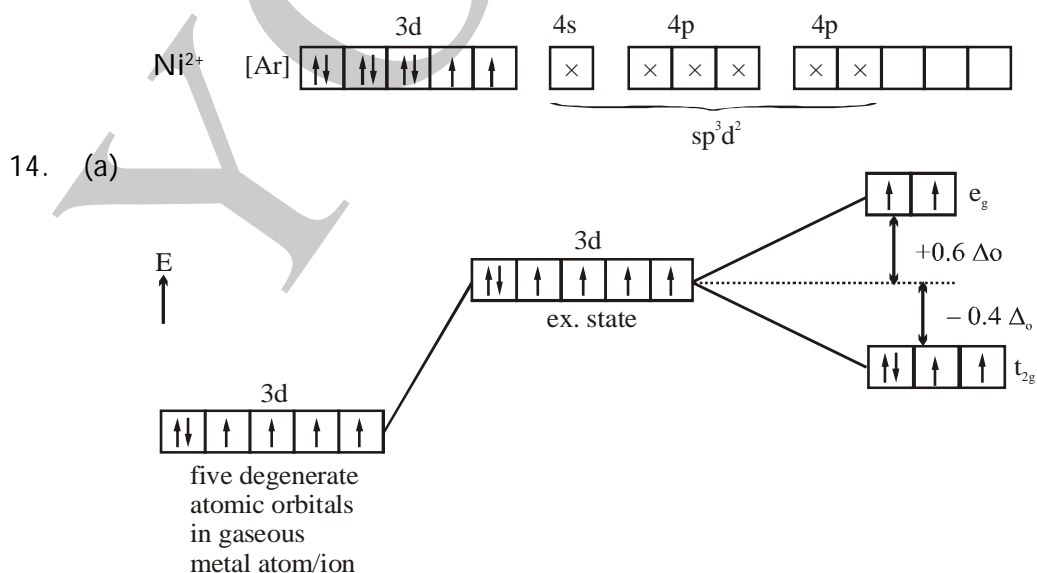 3d 4s 4p 4p
Ni²⁺ [Ar] ↑↓ ↑↓ ↑↓ ↑ ↑ × × × × × ×
sp³d²
14. (a)
↑ ↑ e_g
+0.6 Δo
E
3d
↑↓ ↑ ↑ ↑ ↑
ex. state
– 0.4 Δₒ
↑↓ ↑ ↑ t₂g
3d
↑↓ ↑ ↑ ↑ ↑
five degenerate
atomic orbitals
in gaseous
metal atom/ion